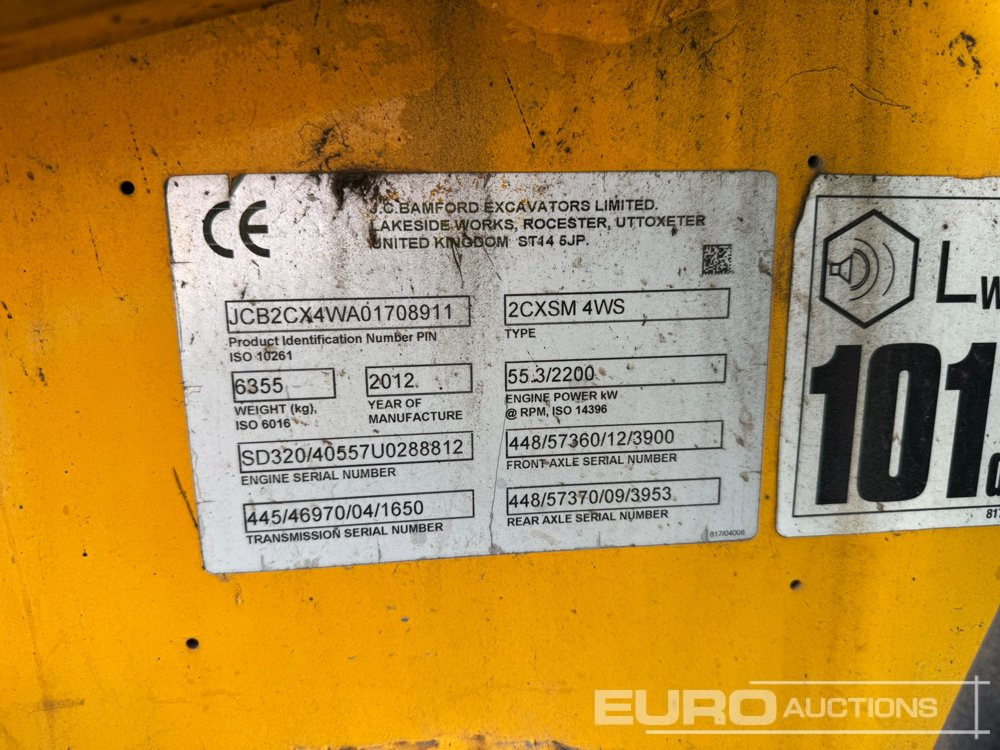 CE
J.C.BAMFORD EXCAVATORS LIMITED.
LAKESIDE WORKS, ROCESTER, UTTOXETER
UNITED KINGDOM ST14 5JP.
JCB2CX4WA01708911
Product Identification Number PIN
ISO 10261
2CXSM 4WS
TYPE
6355
WEIGHT (kg),
ISO 6016
2012
YEAR OF
MANUFACTURE
55.3/2200
ENGINE POWER kW
@ RPM, ISO 14396
SD320/40557U0288812
ENGINE SERIAL NUMBER
448/57360/12/3900
FRONT AXLE SERIAL NUMBER
445/46970/04/1650
TRANSMISSION SERIAL NUMBER
448/57370/09/3953
REAR AXLE SERIAL NUMBER
817/04008
LW
101
817
EURO AUCTIONS